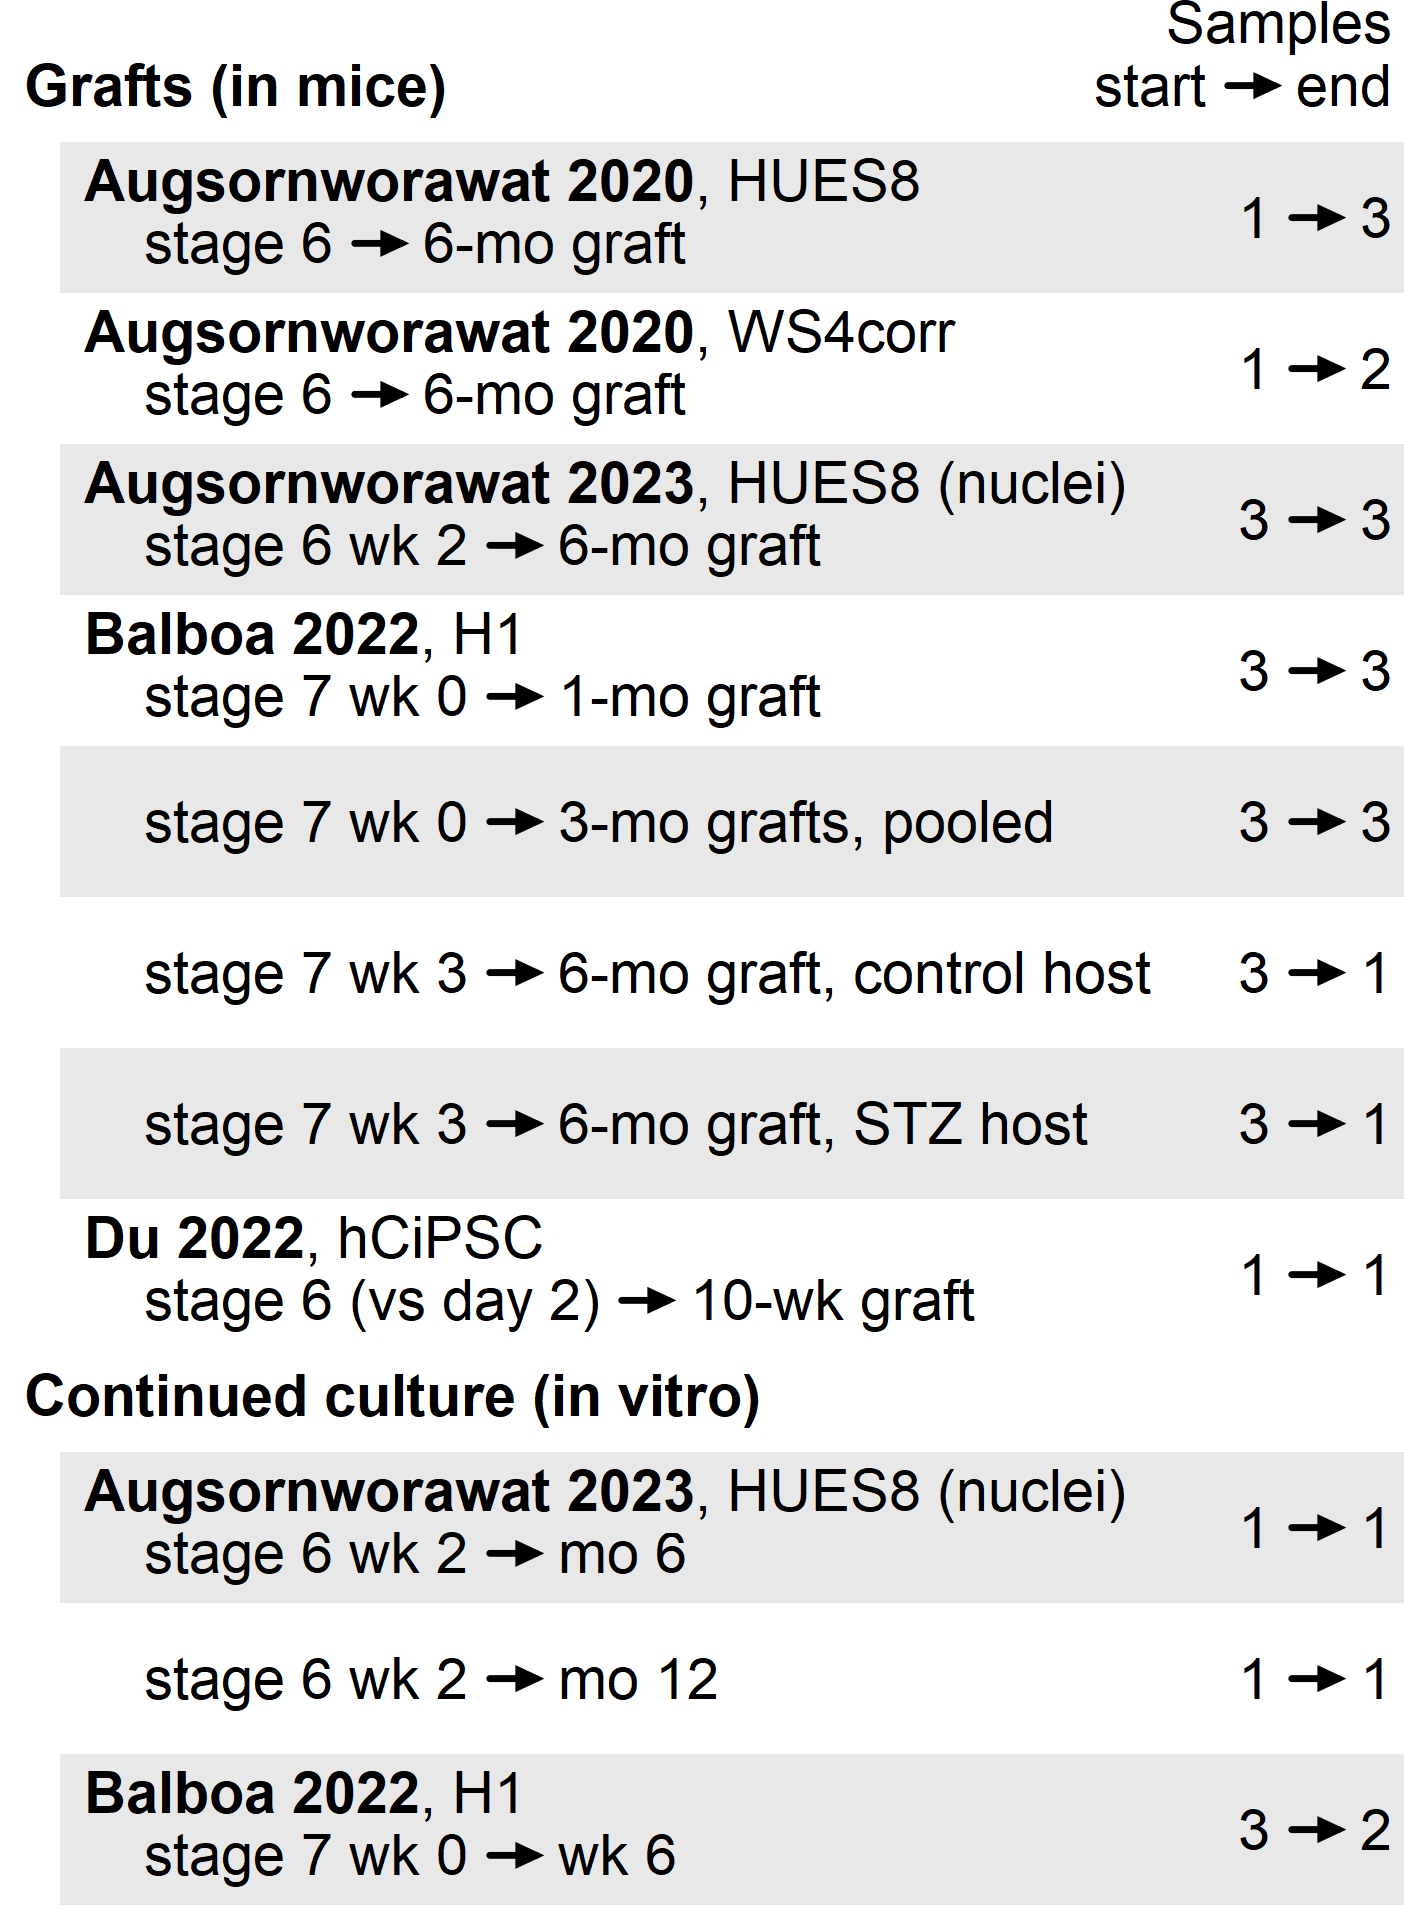 Samples
Grafts (in mice) start → end
Augsornworawat 2020, HUES8
stage 6 → 6-mo graft 1 → 3
Augsornworawat 2020, WS4corr
stage 6 → 6-mo graft 1 → 2
Augsornworawat 2023, HUES8 (nuclei)
stage 6 wk 2 → 6-mo graft 3 → 3
Balboa 2022, H1
stage 7 wk 0 → 1-mo graft 3 → 3
stage 7 wk 0 → 3-mo grafts, pooled 3 → 3
stage 7 wk 3 → 6-mo graft, control host 3 → 1
stage 7 wk 3 → 6-mo graft, STZ host 3 → 1
Du 2022, hCiPSC
stage 6 (vs day 2) → 10-wk graft 1 → 1
Continued culture (in vitro)
Augsornworawat 2023, HUES8 (nuclei)
stage 6 wk 2 → mo 6 1 → 1
stage 6 wk 2 → mo 12 1 → 1
Balboa 2022, H1
stage 7 wk 0 → wk 6 3 → 2